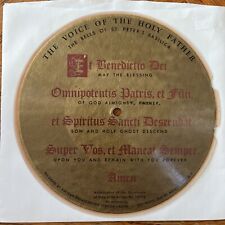 THE VOICE OF THE HOLY FATHER
THE BELLS OF ST. PETER'S BASILICA
Et Benedictio Dei
MAY THE BLESSING
Omnipotentis Patris, et Filii,
OF GOD ALMIGHTY, FATHER,
et Spiritus Sancti Descendat
SON AND HOLY GHOST DESCEND
Super Vos, et Maneat Semper
UPON YOU AND REMAIN WITH YOU FOREVER
Amen